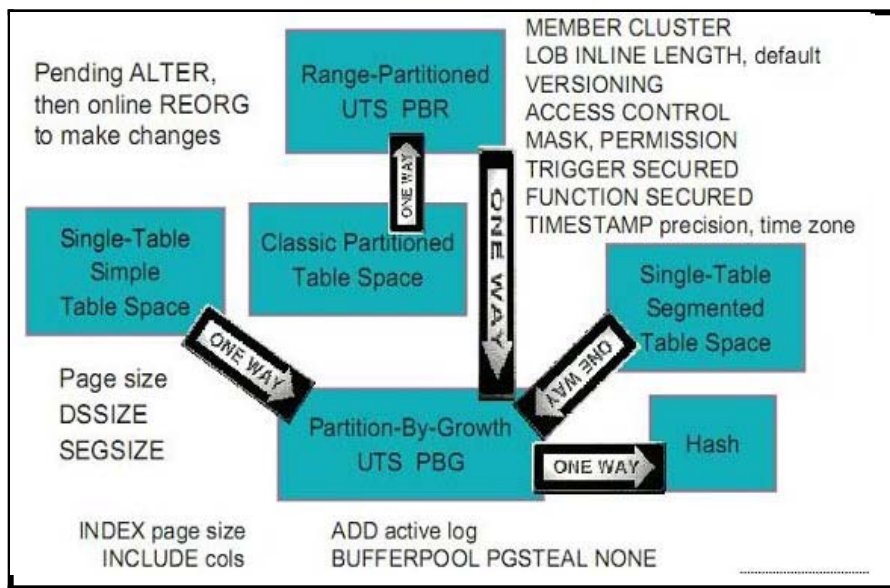 Pending ALTER,
then online REORG
to make changes
Range-Partitioned
UTS PBR
MEMBER CLUSTER
LOB INLINE LENGTH, default
VERSIONING
ACCESS CONTROL
MASK, PERMISSION
TRIGGER SECURED
FUNCTION SECURED
TIMESTAMP precision, time zone
ONE WAY
ONE WAY
Single-Table
Simple
Table Space
Classic Partitioned
Table Space
Single-Table
Segmented
Table Space
ONE WAY
ONE WAY
Page size
DSSIZE
SEGSIZE
Partition-By-Growth
UTS PBG
ONE WAY
Hash
INDEX page size
INCLUDE cols
ADD active log
BUFFERPOOL PGSTEAL NONE